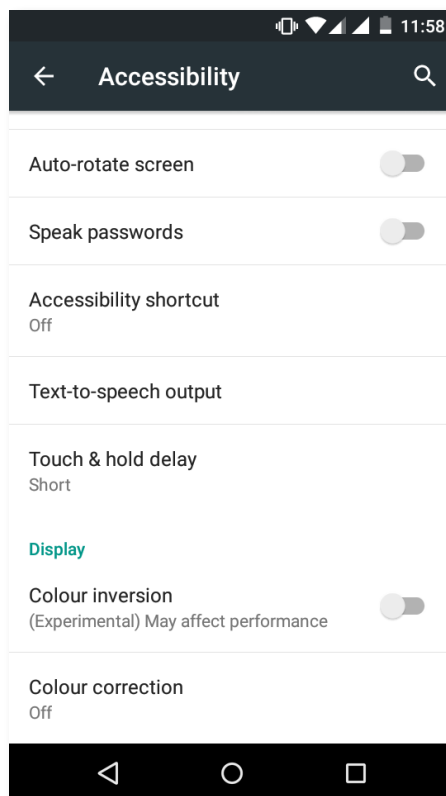 11:58
Accessibility
Auto-rotate screen
Speak passwords
Accessibility shortcut
Off
Text-to-speech output
Touch & hold delay
Short
Display
Colour inversion
(Experimental) May affect performance
Colour correction
Off